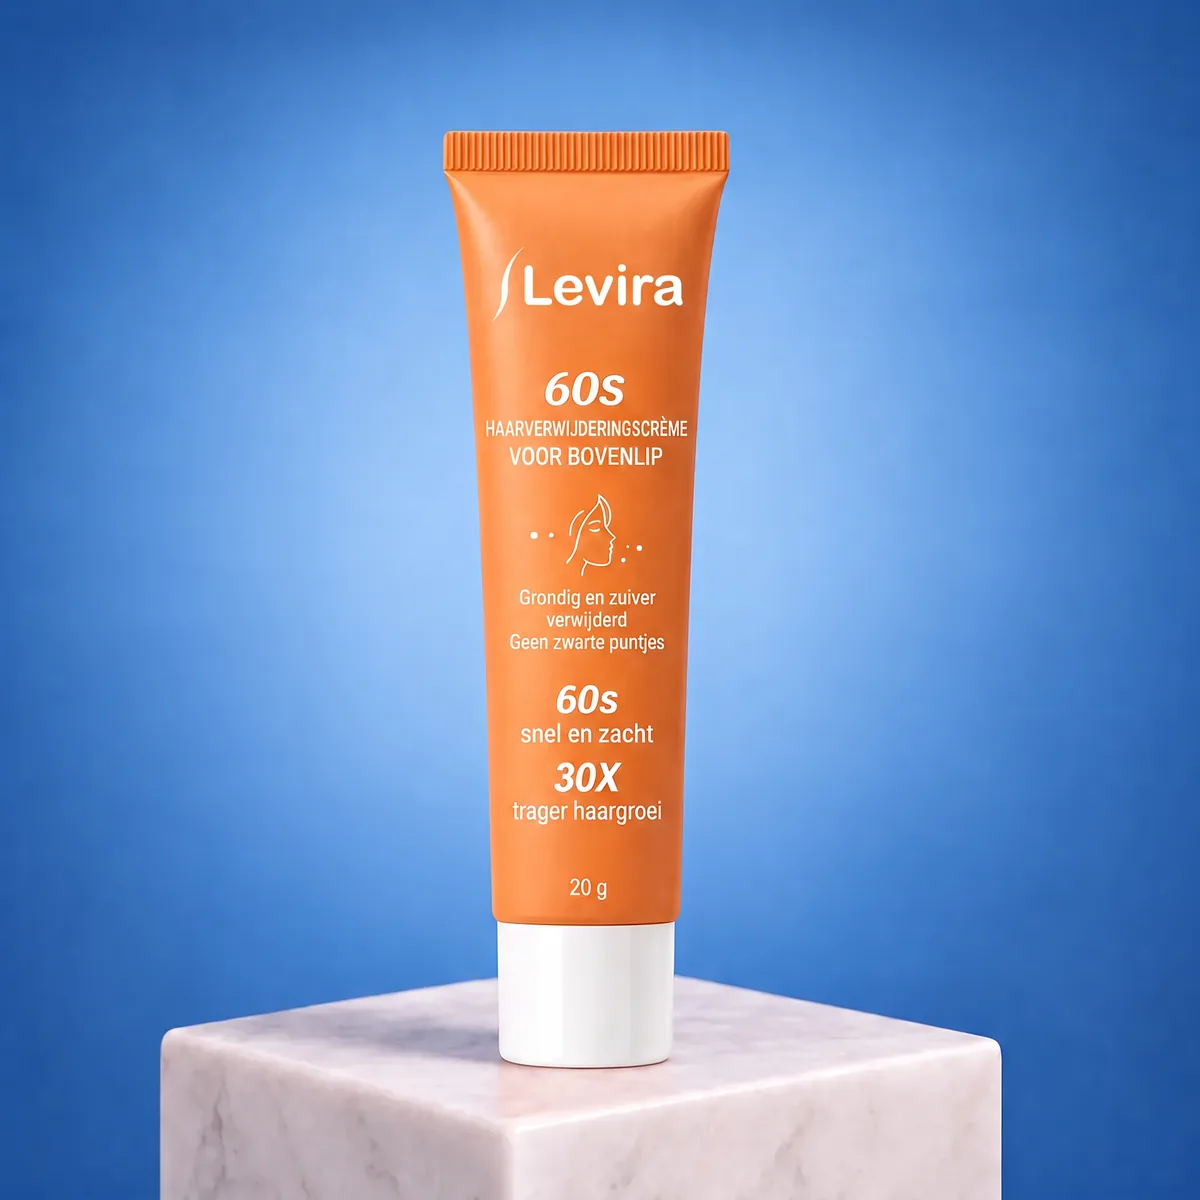 Levira
60s
HAARVERWIJDERINGSCRÈME
VOOR BOVENLIP
Grondig en zuiver
verwijderd
Geen zwarte puntjes
60s
snel en zacht
30X
trager haargroei
20 g